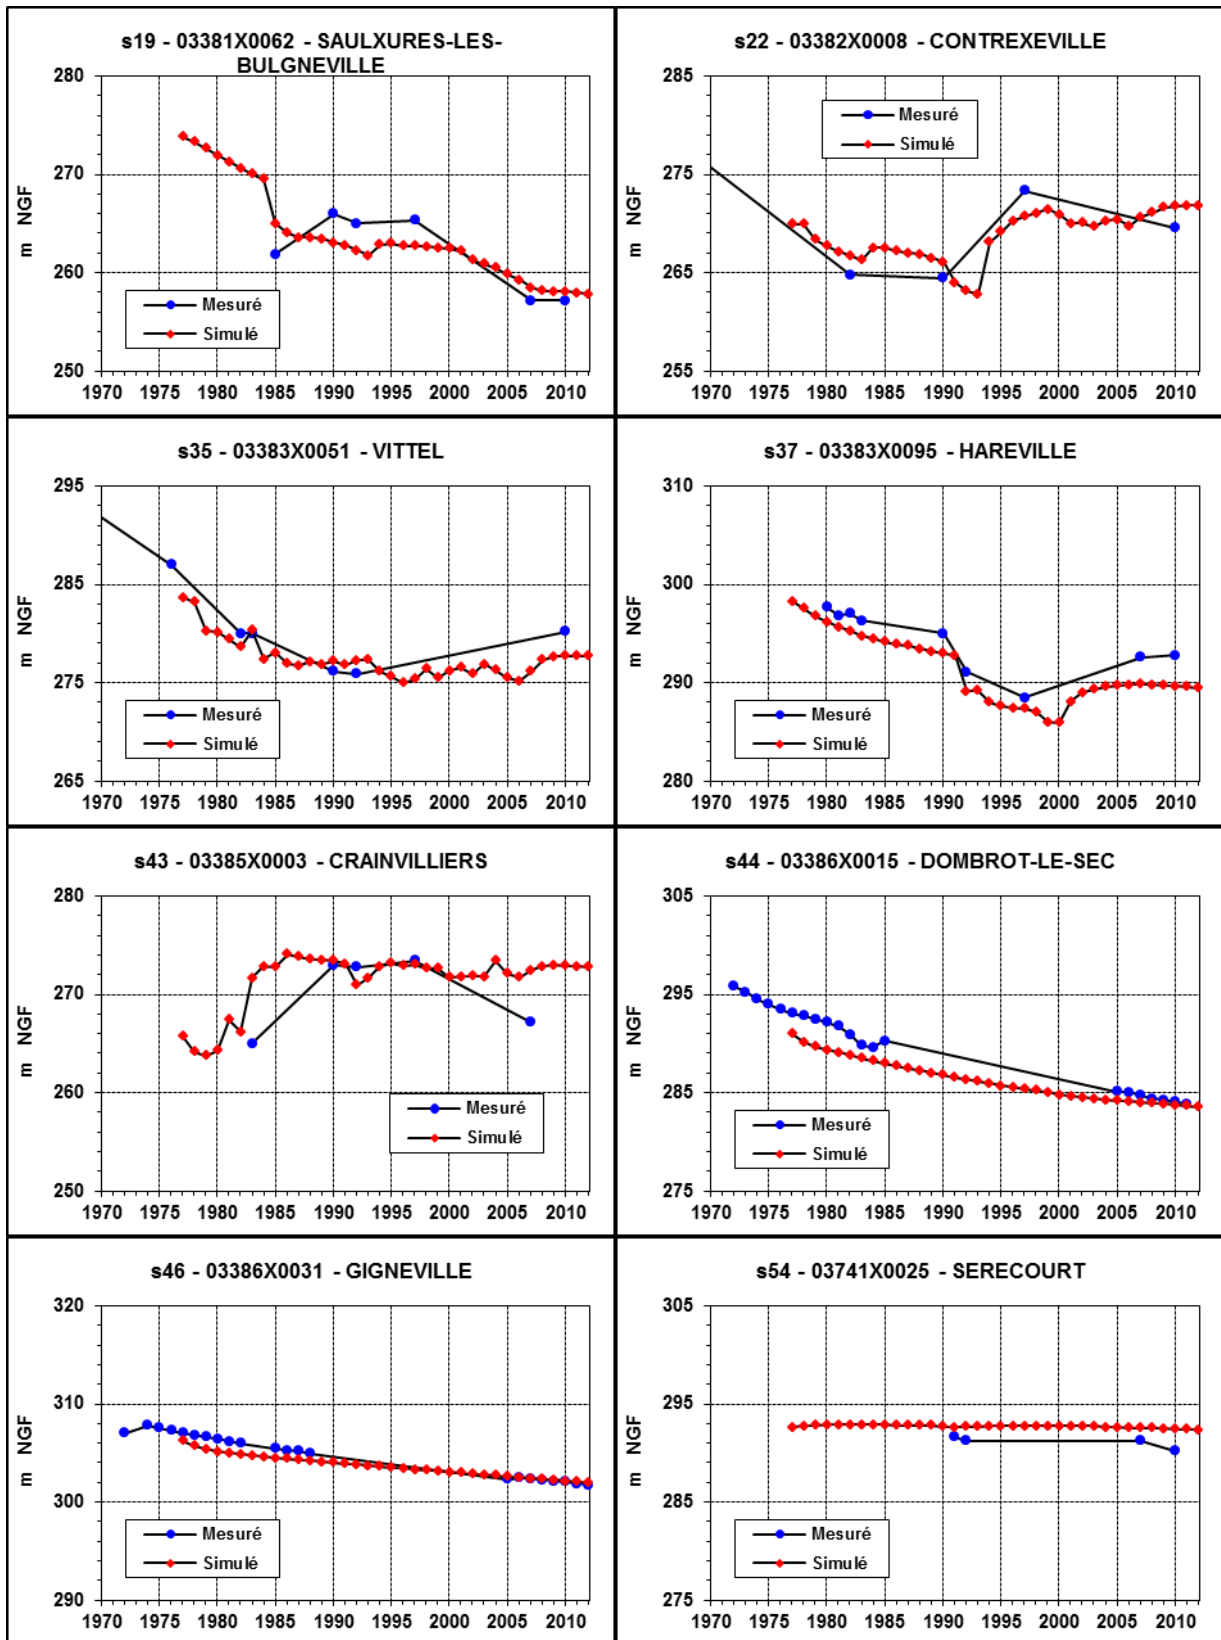 s19 - 03381X0062 - SAULXURES-LES-
BULGNEVILLE
280
270
260
250
m NGF
Mesuré
Simulé
1970 1975 1980 1985 1990 1995 2000 2005 2010
s22 - 03382X0008 - CONTREXEVILLE
285
275
265
255
m NGF
Mesuré
Simulé
1970 1975 1980 1985 1990 1995 2000 2005 2010
s35 - 03383X0051 - VITTEL
295
285
275
265
m NGF
Mesuré
Simulé
1970 1975 1980 1985 1990 1995 2000 2005 2010
s37 - 03383X0095 - HAREVILLE
310
300
290
280
m NGF
Mesuré
Simulé
1970 1975 1980 1985 1990 1995 2000 2005 2010
s43 - 03385X0003 - CRAINVILLIERS
280
270
260
250
m NGF
Mesuré
Simulé
1970 1975 1980 1985 1990 1995 2000 2005 2010
s44 - 03386X0015 - DOMBROT-LE-SEC
305
295
285
275
m NGF
Mesuré
Simulé
1970 1975 1980 1985 1990 1995 2000 2005 2010
s46 - 03386X0031 - GIGNEVILLE
320
310
300
290
m NGF
Mesuré
Simulé
1970 1975 1980 1985 1990 1995 2000 2005 2010
s54 - 03741X0025 - SERECOURT
305
295
285
275
m NGF
Mesuré
Simulé
1970 1975 1980 1985 1990 1995 2000 2005 2010